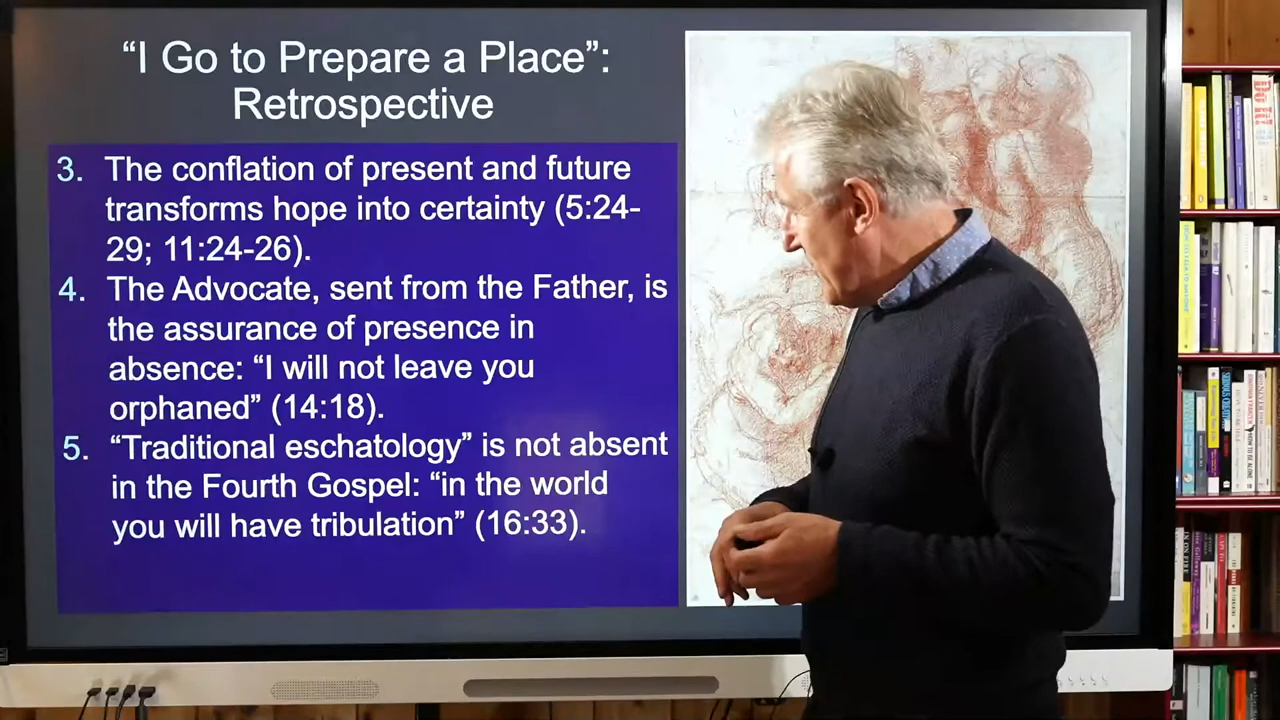 “I Go to Prepare a Place”:
Retrospective
3. The conflation of present and future
transforms hope into certainty (5:24-
29; 11:24-26).
4. The Advocate, sent from the Father, is
the assurance of presence in
absence: “I will not leave you
orphaned” (14:18).
5. “Traditional eschatology” is not absent
in the Fourth Gospel: “in the world
you will have tribulation” (16:33).